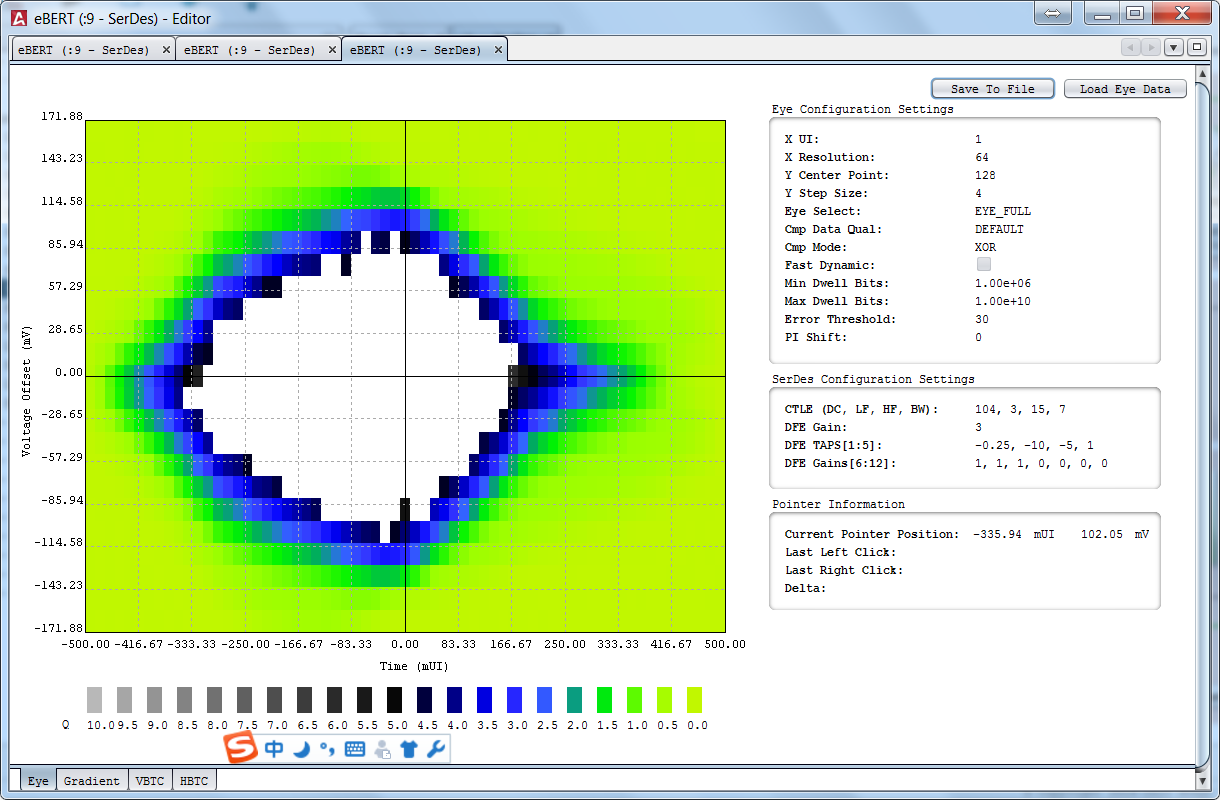 eBERT (:9 - SerDes) - Editor
eBERT (:9 - SerDes) eBERT (:9 - SerDes) eBERT (:9 - SerDes)
Save To File Load Eye Data
Eye Configuration Settings
X UI: 1
X Resolution: 64
Y Center Point: 128
Y Step Size: 4
Eye Select: EYE_FULL
Cmp Data Qual: DEFAULT
Cmp Mode: XOR
Fast Dynamic:
Min Dwell Bits: 1.00e+06
Max Dwell Bits: 1.00e+10
Error Threshold: 30
PI Shift: 0
SerDes Configuration Settings
CTLE (DC, LF, HF, BW): 104, 3, 15, 7
DFE Gain: 3
DFE TAPS[1:5]: -0.25, -10, -5, 1
DFE Gains[6:12]: 1, 1, 1, 0, 0, 0, 0
Pointer Information
Current Pointer Position: -335.94 mUI 102.05 mV
Last Left Click:
Last Right Click:
Delta:
Voltage Offset (mV)
171.88
143.23
114.58
85.94
57.29
28.65
0.00
-28.65
-57.29
-85.94
-114.58
-143.23
-171.88
-500.00 -416.67 -333.33 -250.00 -166.67 -83.33 0.00 83.33 166.67 250.00 333.33 416.67 500.00
Time (mUI)
Q 10.0 9.5 9.0 8.5 8.0 7.5 7.0 6.5 6.0 5.5 5.0 4.5 4.0 3.5 3.0 2.5 2.0 1.5 1.0 0.5 0.0
中
Eye Gradient VBTC HBTC